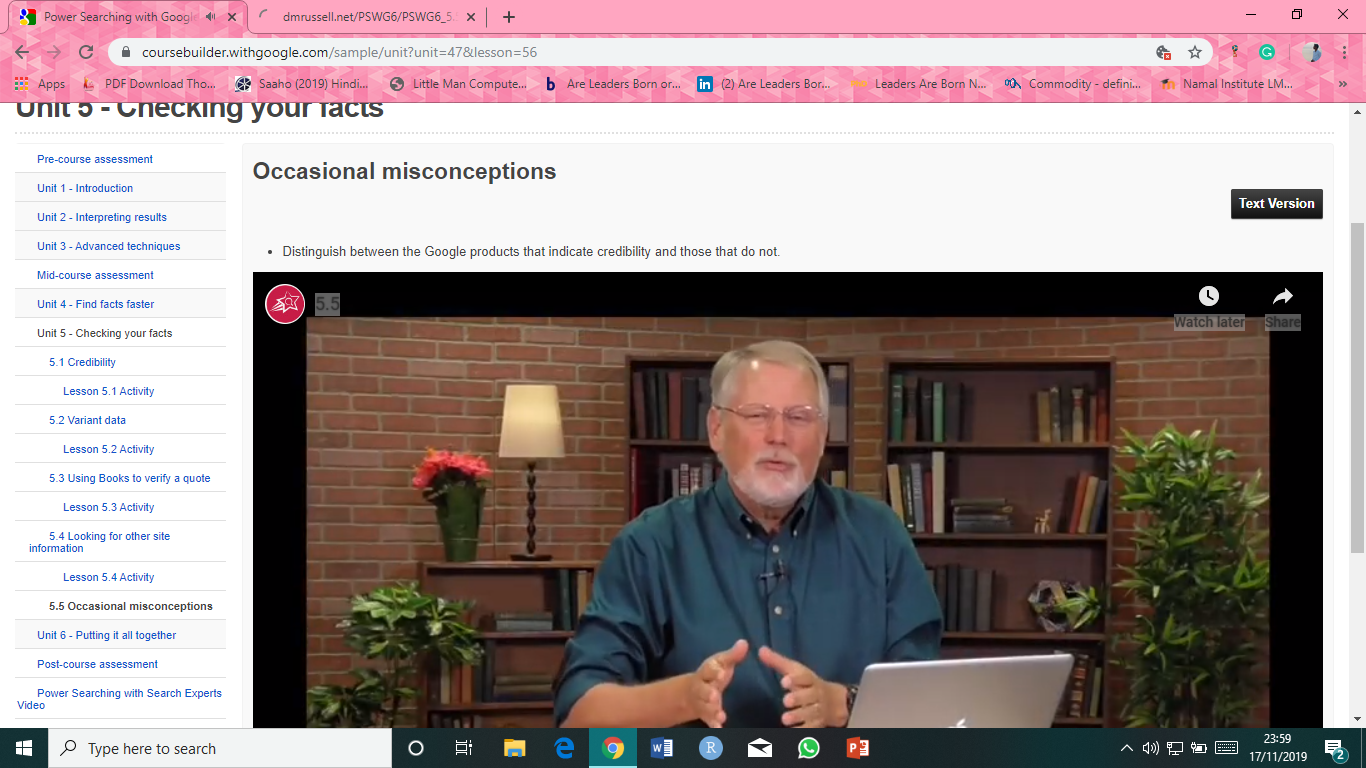 Power Searching with Google
dmrussell.net/PSWG6/PSWG6_5.
coursebuilder.withgoogle.com/sample/unit?unit=47&lesson=56
Apps
PDF Download Tho...
Saaho (2019) Hindi...
Little Man Compute...
Are Leaders Born or...
(2) Are Leaders Bor...
Leaders Are Born N...
Commodity - defini...
Namal Institute LM...
Unit 5 - Checking your facts
Pre-course assessment
Unit 1 - Introduction
Unit 2 - Interpreting results
Unit 3 - Advanced techniques
Mid-course assessment
Unit 4 - Find facts faster
Unit 5 - Checking your facts
5.1 Credibility
Lesson 5.1 Activity
5.2 Variant data
Lesson 5.2 Activity
5.3 Using Books to verify a quote
Lesson 5.3 Activity
5.4 Looking for other site
information
Lesson 5.4 Activity
5.5 Occasional misconceptions
Unit 6 - Putting it all together
Post-course assessment
Power Searching with Search Experts
Video
Occasional misconceptions
Text Version
• Distinguish between the Google products that indicate credibility and those that do not.
5.5
Watch later
Share
Type here to search
23:59
17/11/2019
2